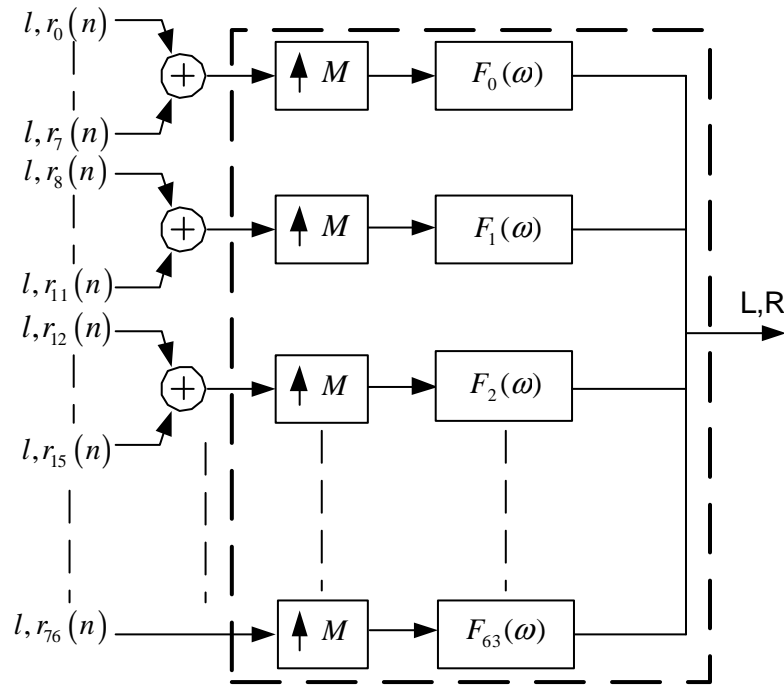 l, r₀(n)
↑ M
F₀(ω)
l, r₇(n)
l, r₈(n)
↑ M
F₁(ω)
l, r₁₁(n)
l, r₁₂(n)
L,R
↑ M
F₂(ω)
l, r₁₅(n)
l, r₇₆(n)
↑ M
F₆₃(ω)